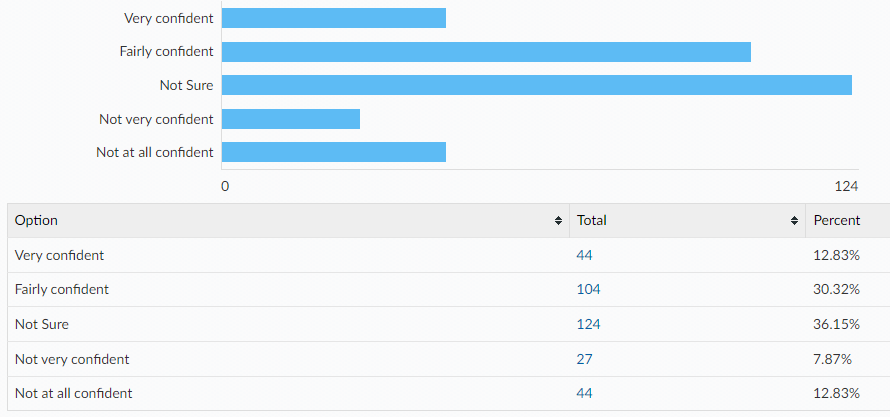 Very confident
Fairly confident
Not Sure
Not very confident
Not at all confident
0 124
Option Total Percent
Very confident 44 12.83%
Fairly confident 104 30.32%
Not Sure 124 36.15%
Not very confident 27 7.87%
Not at all confident 44 12.83%